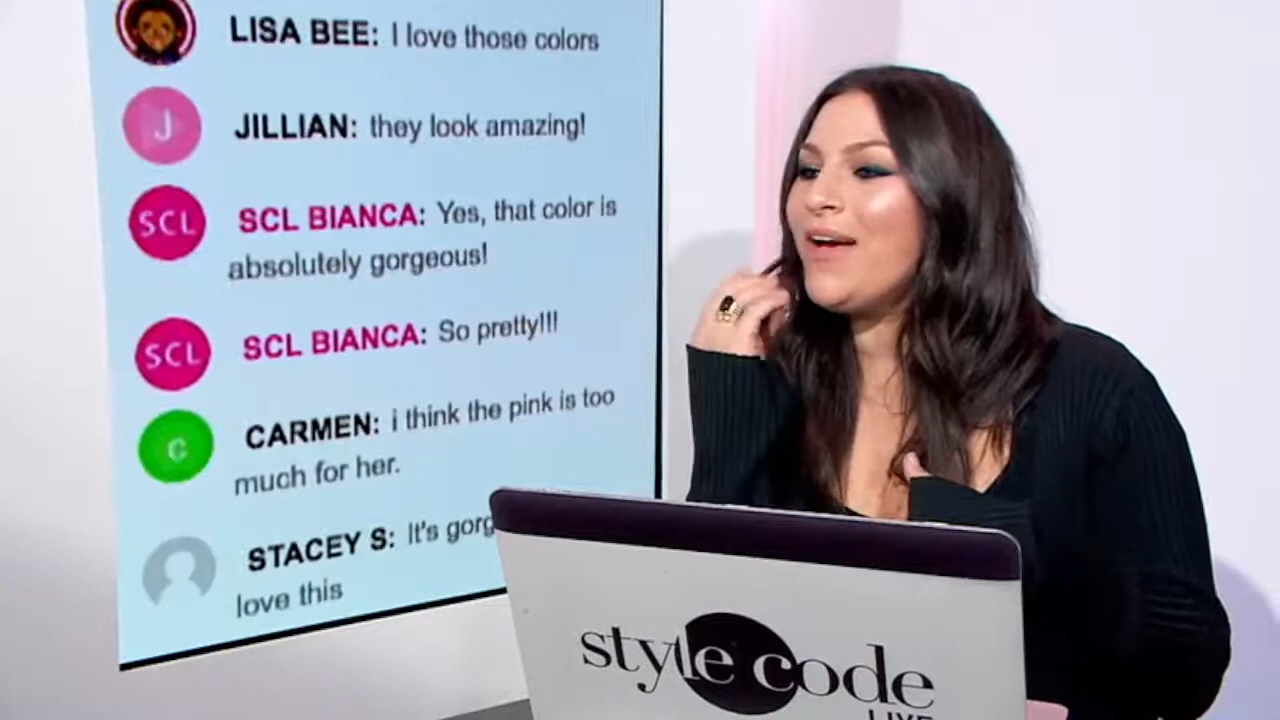 LISA BEE: I love those colors
J
JILLIAN: they look amazing!
SCL
SCL BIANCA: Yes, that color is
absolutely gorgeous!
SCL
SCL BIANCA: So pretty!!!
C
CARMEN: i think the pink is too
much for her.
STACEY S: It's gorg
love this
style code
LIVE